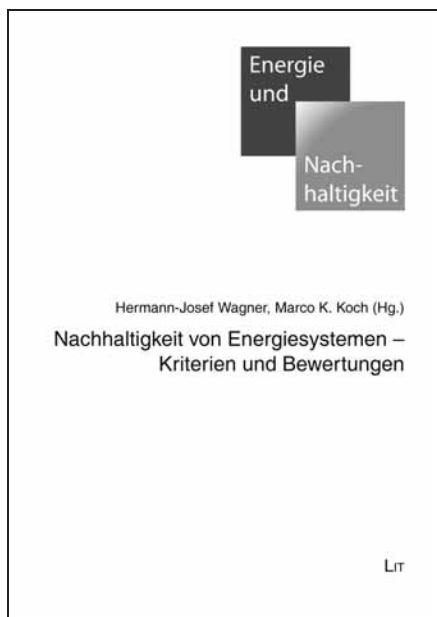 Energie
und
Nach-
haltigkeit
Hermann-Josef Wagner, Marco K. Koch (Hg.)
Nachhaltigkeit von Energiesystemen –
Kriterien und Bewertungen
LIT